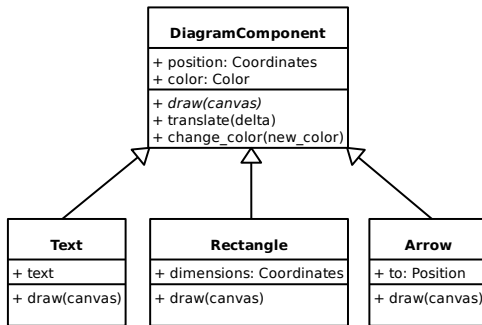 DiagramComponent
+ position: Coordinates
+ color: Color
+ draw(canvas)
+ translate(delta)
+ change_color(new_color)
Text
+ text
+ draw(canvas)
Rectangle
+ dimensions: Coordinates
+ draw(canvas)
Arrow
+ to: Position
+ draw(canvas)